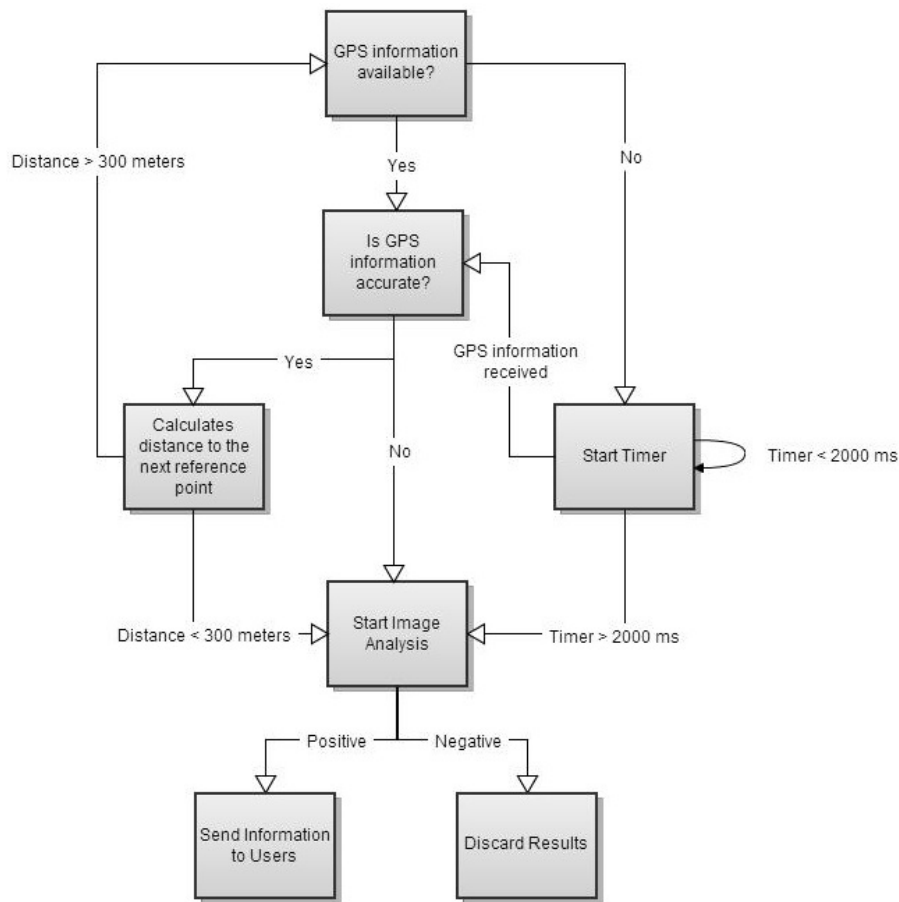 GPS information
available?
Distance > 300 meters
No
Yes
Is GPS
information
accurate?
GPS information
received
Yes
Calculates
distance to the
next reference
point
No
Start Timer
Timer < 2000 ms
Distance < 300 meters
Start Image
Analysis
Timer > 2000 ms
Positive
Negative
Send Information
to Users
Discard Results